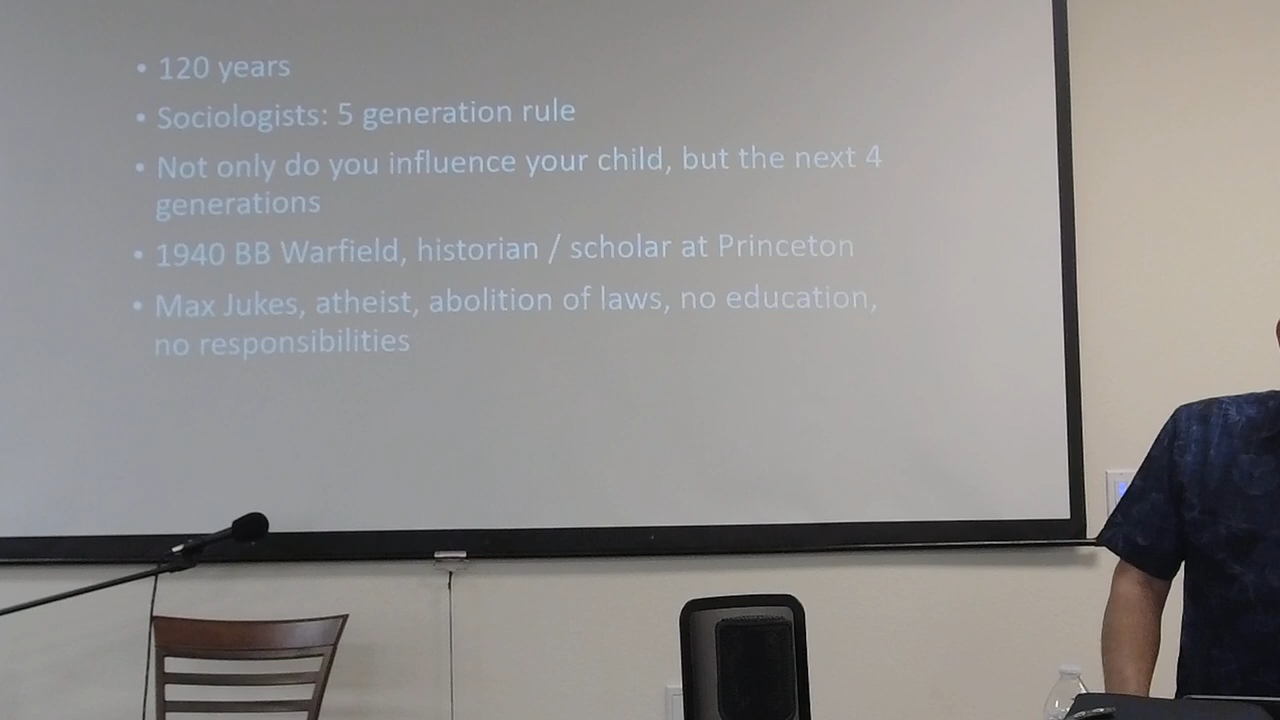 • 120 years
• Sociologists: 5 generation rule
• Not only do you influence your child, but the next 4
generations
• 1940 BB Warfield, historian / scholar at Princeton
• Max Jukes, atheist, abolition of laws, no education,
no responsibilities